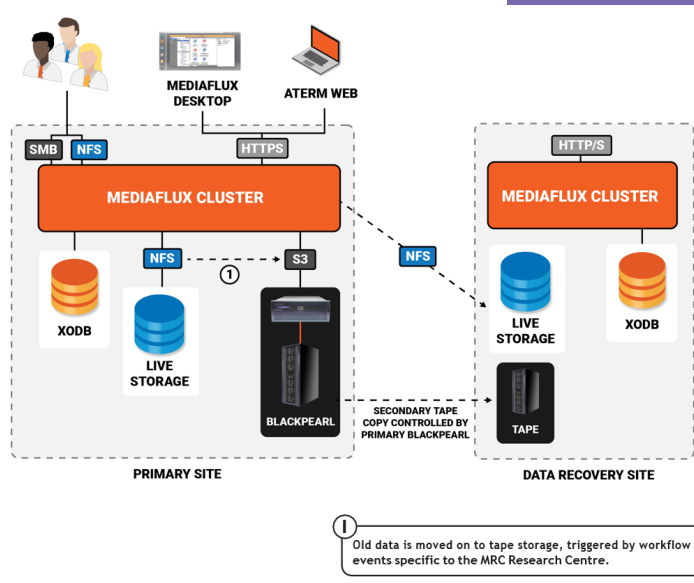 MEDIAFLUX
DESKTOP
ATERM WEB
SMB
NFS
HTTPS
HTTP/S
MEDIAFLUX CLUSTER
MEDIAFLUX CLUSTER
NFS
1
S3
NFS
XODB
LIVE
STORAGE
BLACKPEARL
LIVE
STORAGE
XODB
SECONDARY TAPE
COPY CONTROLLED BY
PRIMARY BLACKPEARL
TAPE
PRIMARY SITE
DATA RECOVERY SITE
I
Old data is moved on to tape storage, triggered by workflow
events specific to the MRC Research Centre.